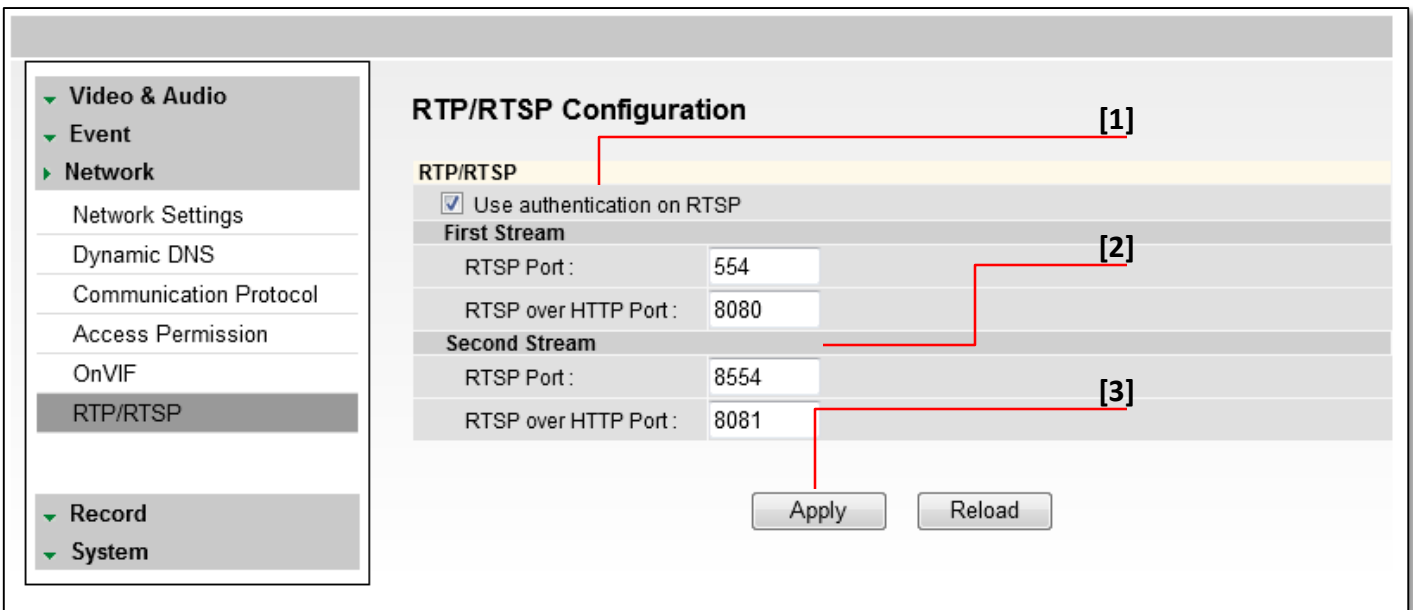 Video & Audio
Event
Network
Network Settings
Dynamic DNS
Communication Protocol
Access Permission
OnVIF
RTP/RTSP
Record
System
RTP/RTSP Configuration
[1]
RTP/RTSP
Use authentication on RTSP
First Stream
[2]
RTSP Port : 554
RTSP over HTTP Port : 8080
Second Stream
RTSP Port : 8554
[3]
RTSP over HTTP Port : 8081
Apply Reload